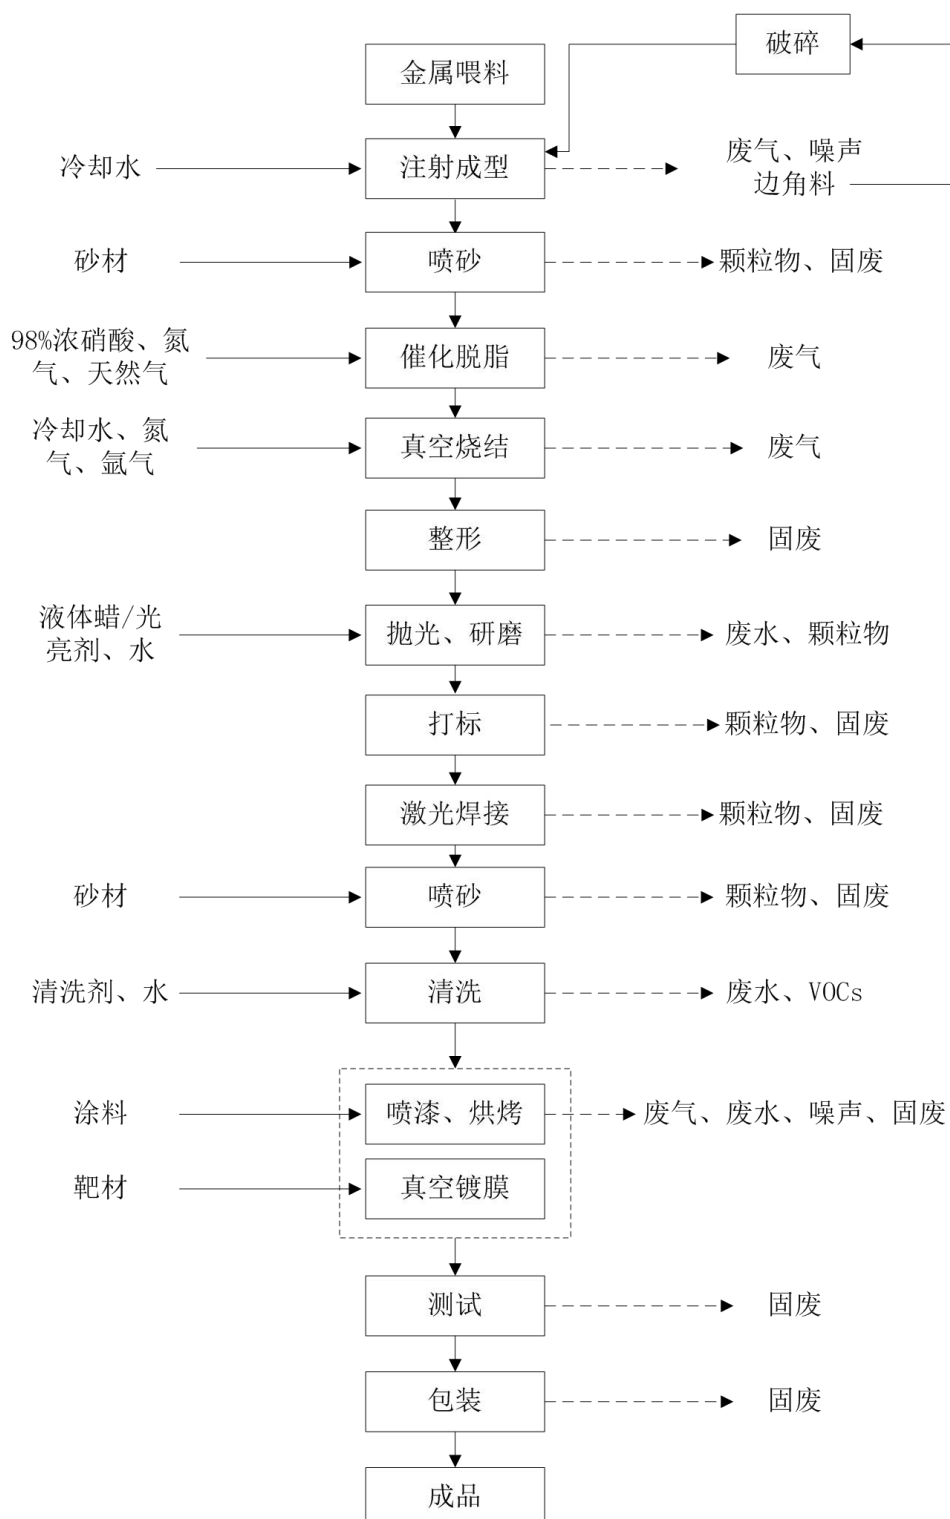 破碎
金属喂料
冷却水
注射成型
废气、噪声
边角料
砂材
喷砂
颗粒物、固废
98%浓硝酸、氮
气、天然气
催化脱脂
废气
冷却水、氮
气、氩气
真空烧结
废气
整形
固废
液体蜡/光
亮剂、水
抛光、研磨
废水、颗粒物
打标
颗粒物、固废
激光焊接
颗粒物、固废
砂材
喷砂
颗粒物、固废
清洗剂、水
清洗
废水、VOCs
涂料
喷漆、烘烤
废气、废水、噪声、固废
靶材
真空镀膜
测试
固废
包装
固废
成品